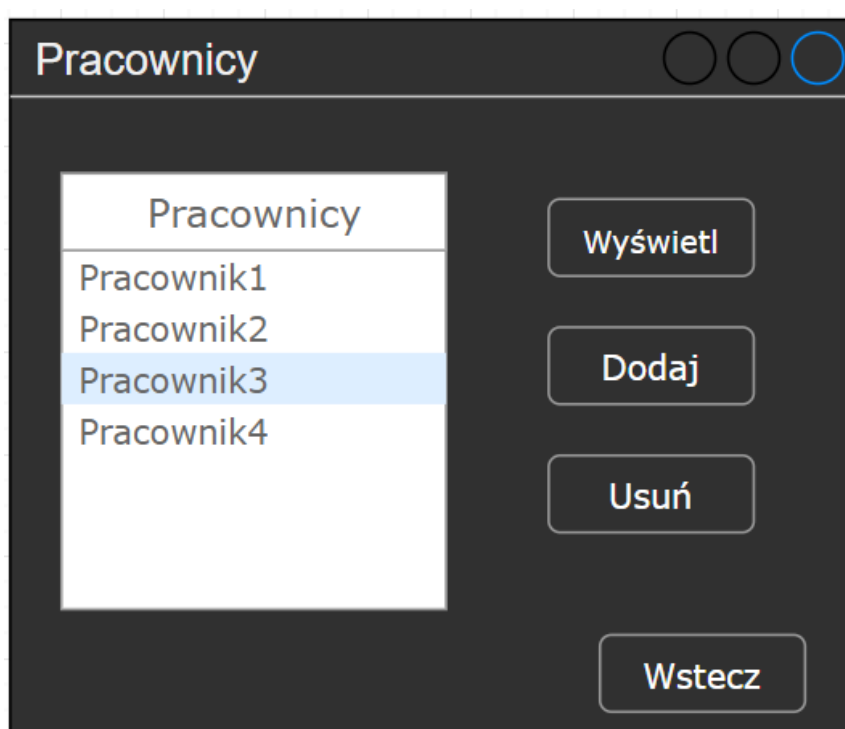 Pracownicy
Pracownicy
Pracownik1
Pracownik2
Pracownik3
Pracownik4
Wyświetl
Dodaj
Usuń
Wstecz